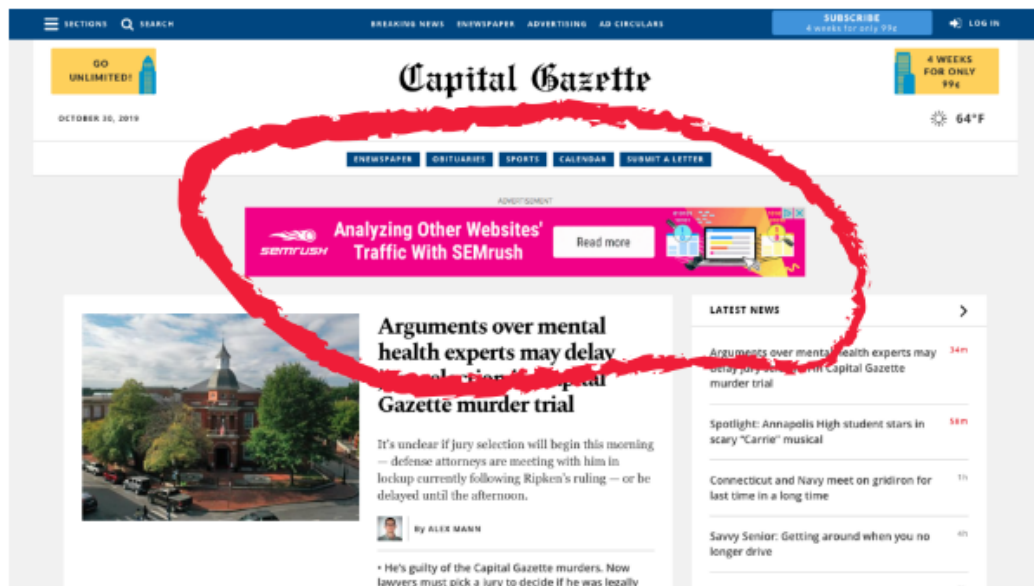 SECTIONS SEARCH BREAKING NEWS ENEWSPAPER ADVERTISING AD CIRCULARS SUBSCRIBE LOG IN
4 weeks for only 99¢
GO
UNLIMITED!
Capital Gazette
4 WEEKS
FOR ONLY
99¢
OCTOBER 30, 2019
64°F
ENEWSPAPER OBITUARIES SPORTS CALENDAR SUBMIT A LETTER
ADVERTISEMENT
semrush
Analyzing Other Websites'
Traffic With SEMrush
Read more
Arguments over mental
health experts may delay
Gazette murder trial
It's unclear if jury selection will begin this morning
— defense attorneys are meeting with him in
lockup currently following Ripken's ruling — or be
delayed until the afternoon.
By ALEX MANN
• He's guilty of the Capital Gazette murders. Now
lawyers must pick a jury to decide if he was legally
LATEST NEWS
Arguments over mental health experts may 34m
delay jury in Capital Gazette
murder trial
Spotlight: Annapolis High student stars in 58m
scary "Carrie" musical
Connecticut and Navy meet on gridiron for 1h
last time in a long time
Savvy Senior: Getting around when you no
longer drive